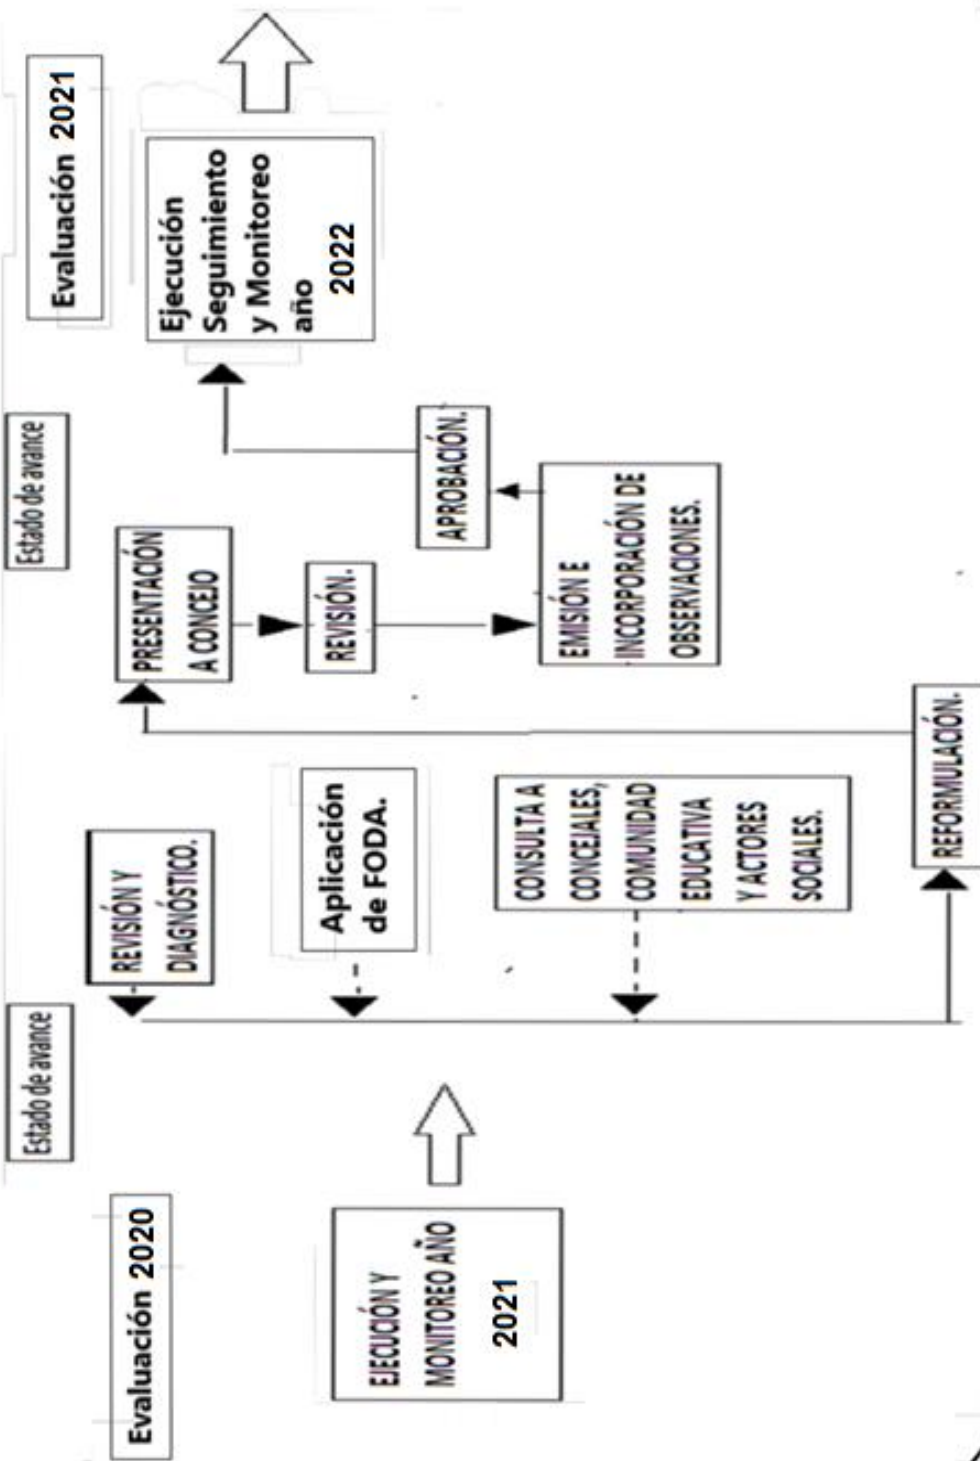 Evaluación 2020
Estado de avance
Estado de avance
Evaluación 2021
EJECUCIÓN Y
MONITOREO AÑO
2021
REVISIÓN Y
DIAGNÓSTICO.
Aplicación
de FODA.
CONSULTA A
CONCEJALES,
COMUNIDAD
EDUCATIVA
Y ACTORES
SOCIALES.
REFORMULACIÓN.
PRESENTACIÓN
A CONCEJO
REVISIÓN.
EMISIÓN E
INCORPORACIÓN DE
OBSERVACIONES.
APROBACIÓN.
Ejecución
Seguimiento
y Monitoreo
año
2022